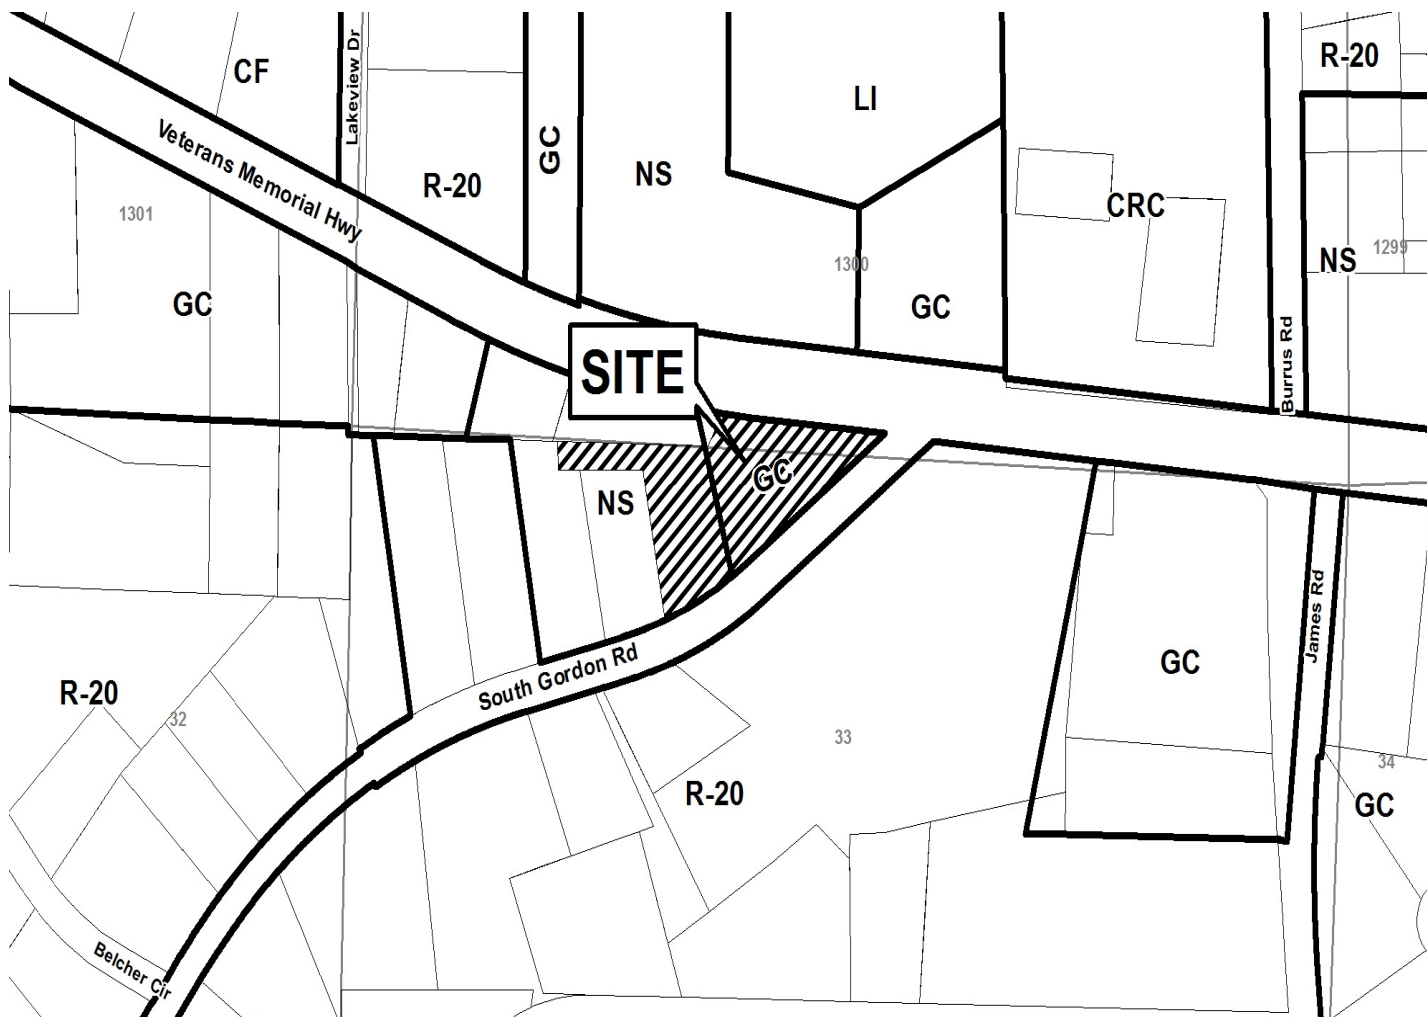 CF
Lakeview Dr
R-20
LI
GC
Veterans Memorial Hwy
NS
R-20
CRC
1301
1299
NS
1300
GC
GC
Burrus Rd
SITE
GC
NS
James Rd
South Gordon Rd
GC
R-20
32
33
34
R-20
GC
Belcher Cir